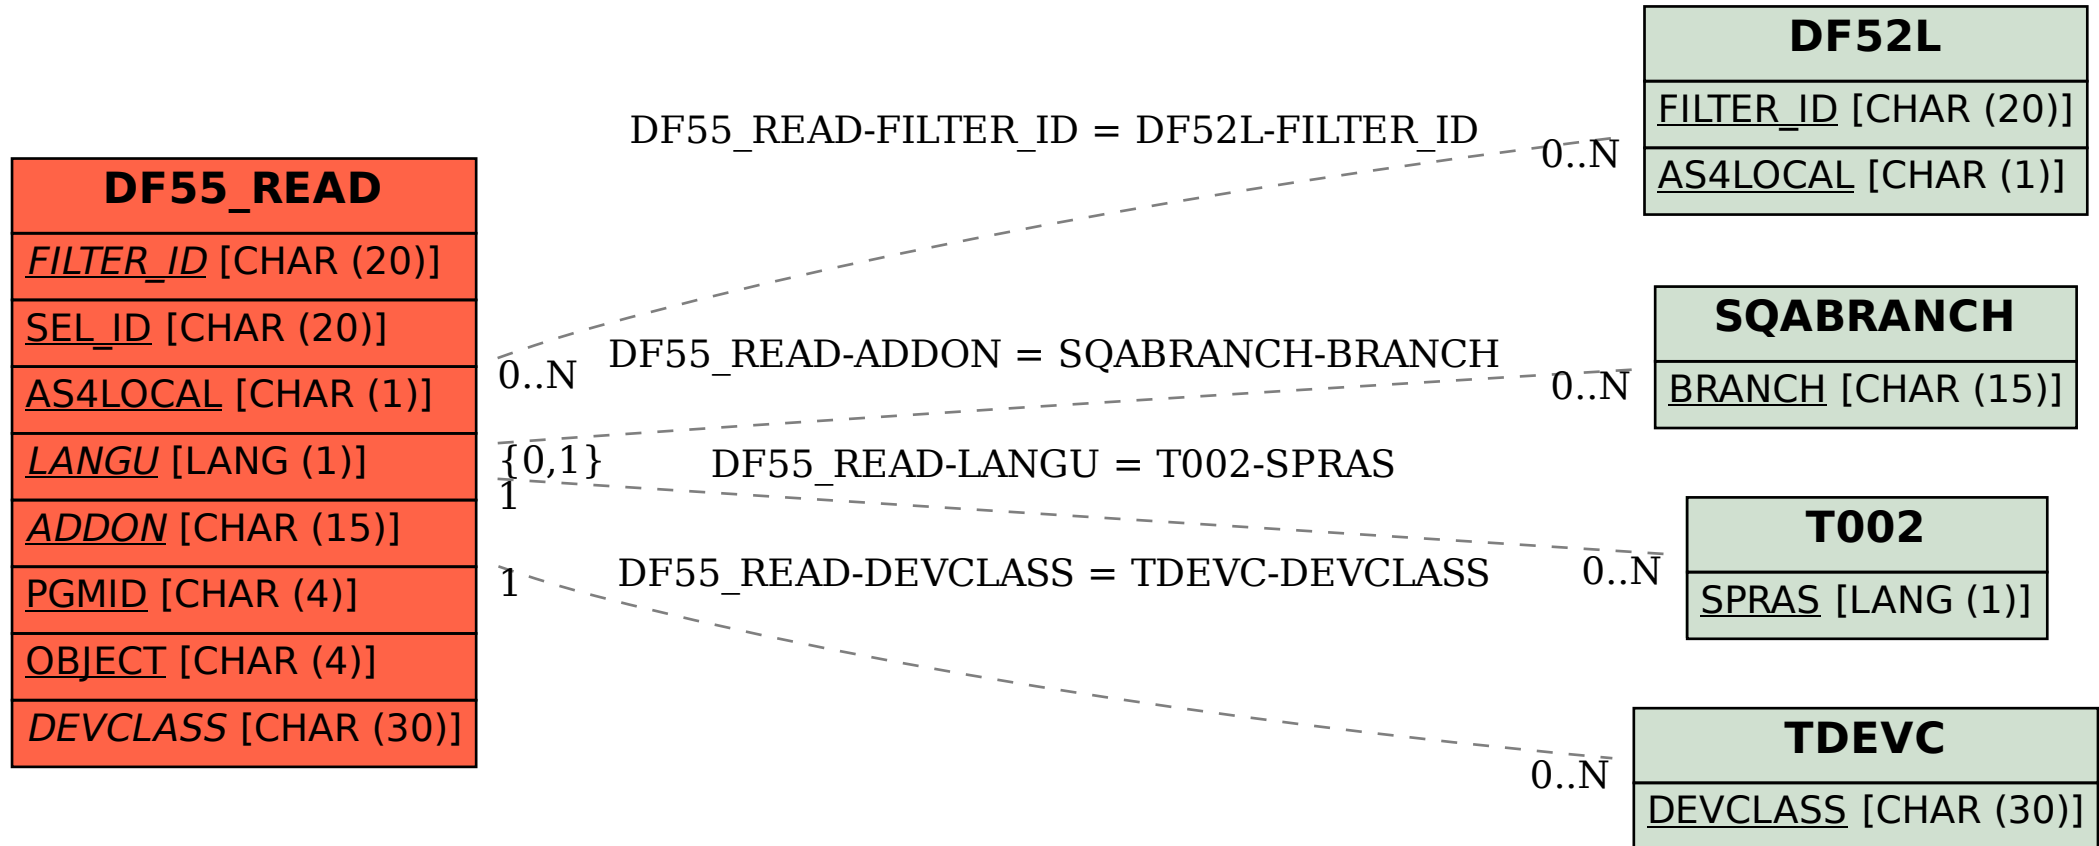 DF55_READ
FILTER_ID [CHAR (20)]
SEL_ID [CHAR (20)]
AS4LOCAL [CHAR (1)]
LANGU [LANG (1)]
ADDON [CHAR (15)]
PGMID [CHAR (4)]
OBJECT [CHAR (4)]
DEVCLASS [CHAR (30)]
DF55_READ-FILTER_ID = DF52L-FILTER_ID
0..N
0..N
DF55_READ-ADDON = SQABRANCH-BRANCH
0..N
{0,1}
DF55_READ-LANGU = T002-SPRAS
1
0..N
DF55_READ-DEVCLASS = TDEVC-DEVCLASS
1
0..N
DF52L
FILTER_ID [CHAR (20)]
AS4LOCAL [CHAR (1)]
SQABRANCH
BRANCH [CHAR (15)]
T002
SPRAS [LANG (1)]
TDEVC
DEVCLASS [CHAR (30)]